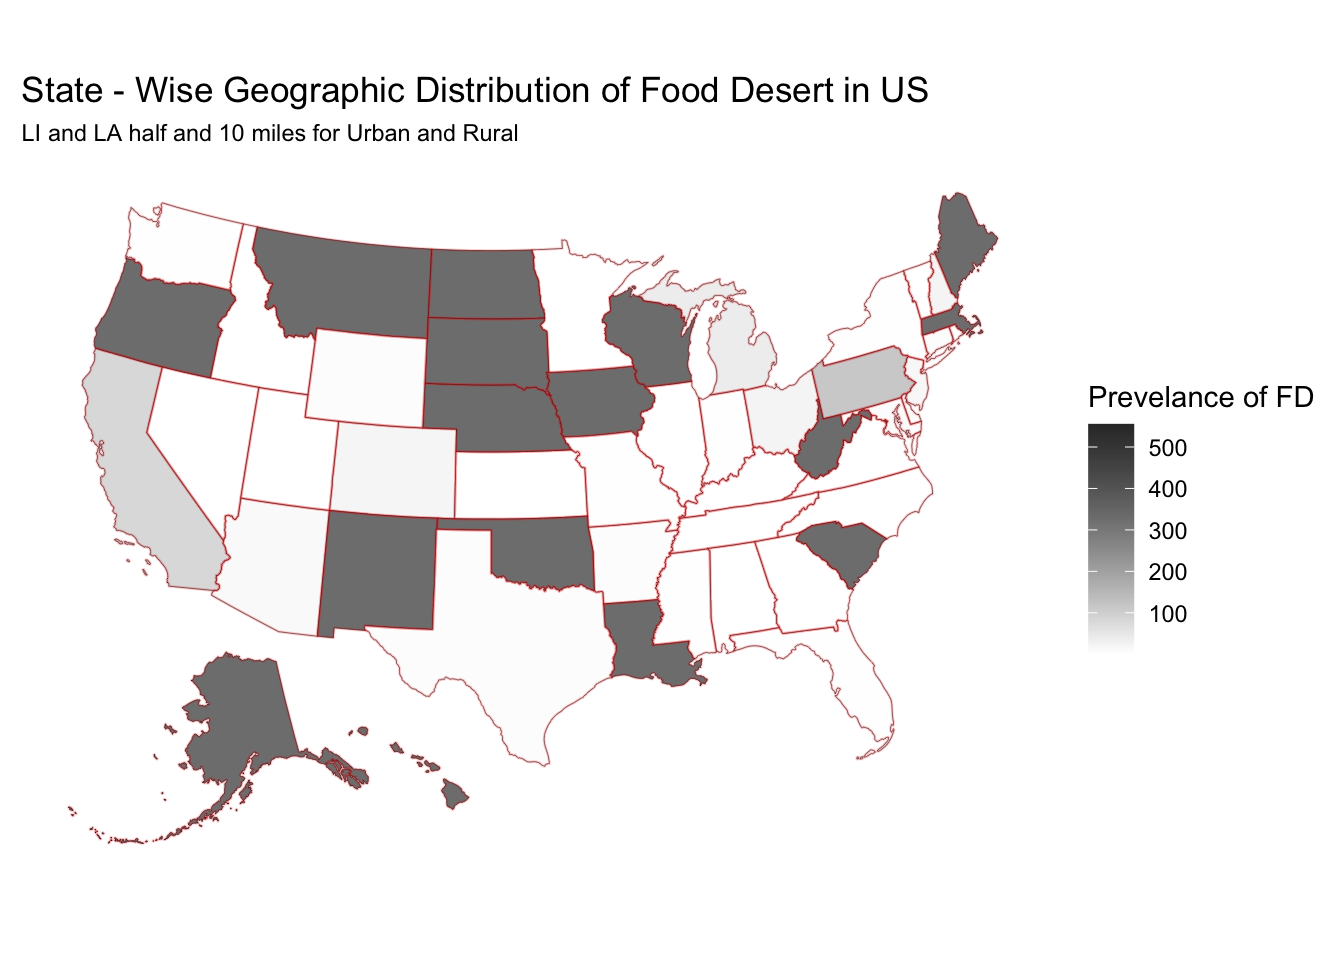 State - Wise Geographic Distribution of Food Desert in US
LI and LA half and 10 miles for Urban and Rural
Prevelance of FD
500
400
300
200
100